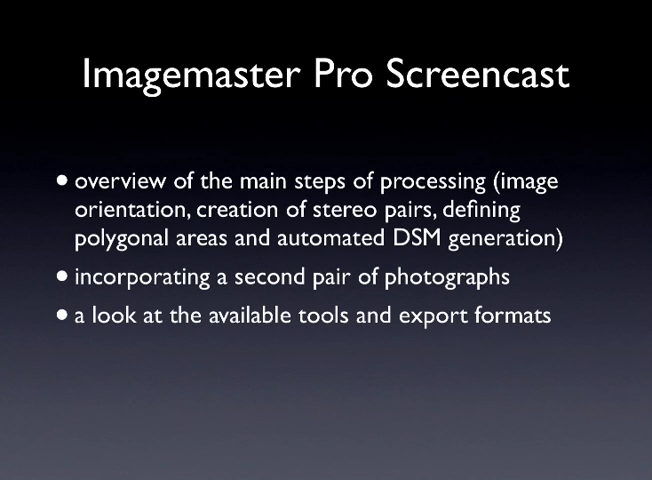 Imagemaster Pro Screencast
• overview of the main steps of processing (image
orientation, creation of stereo pairs, defining
polygonal areas and automated DSM generation)
• incorporating a second pair of photographs
• a look at the available tools and export formats